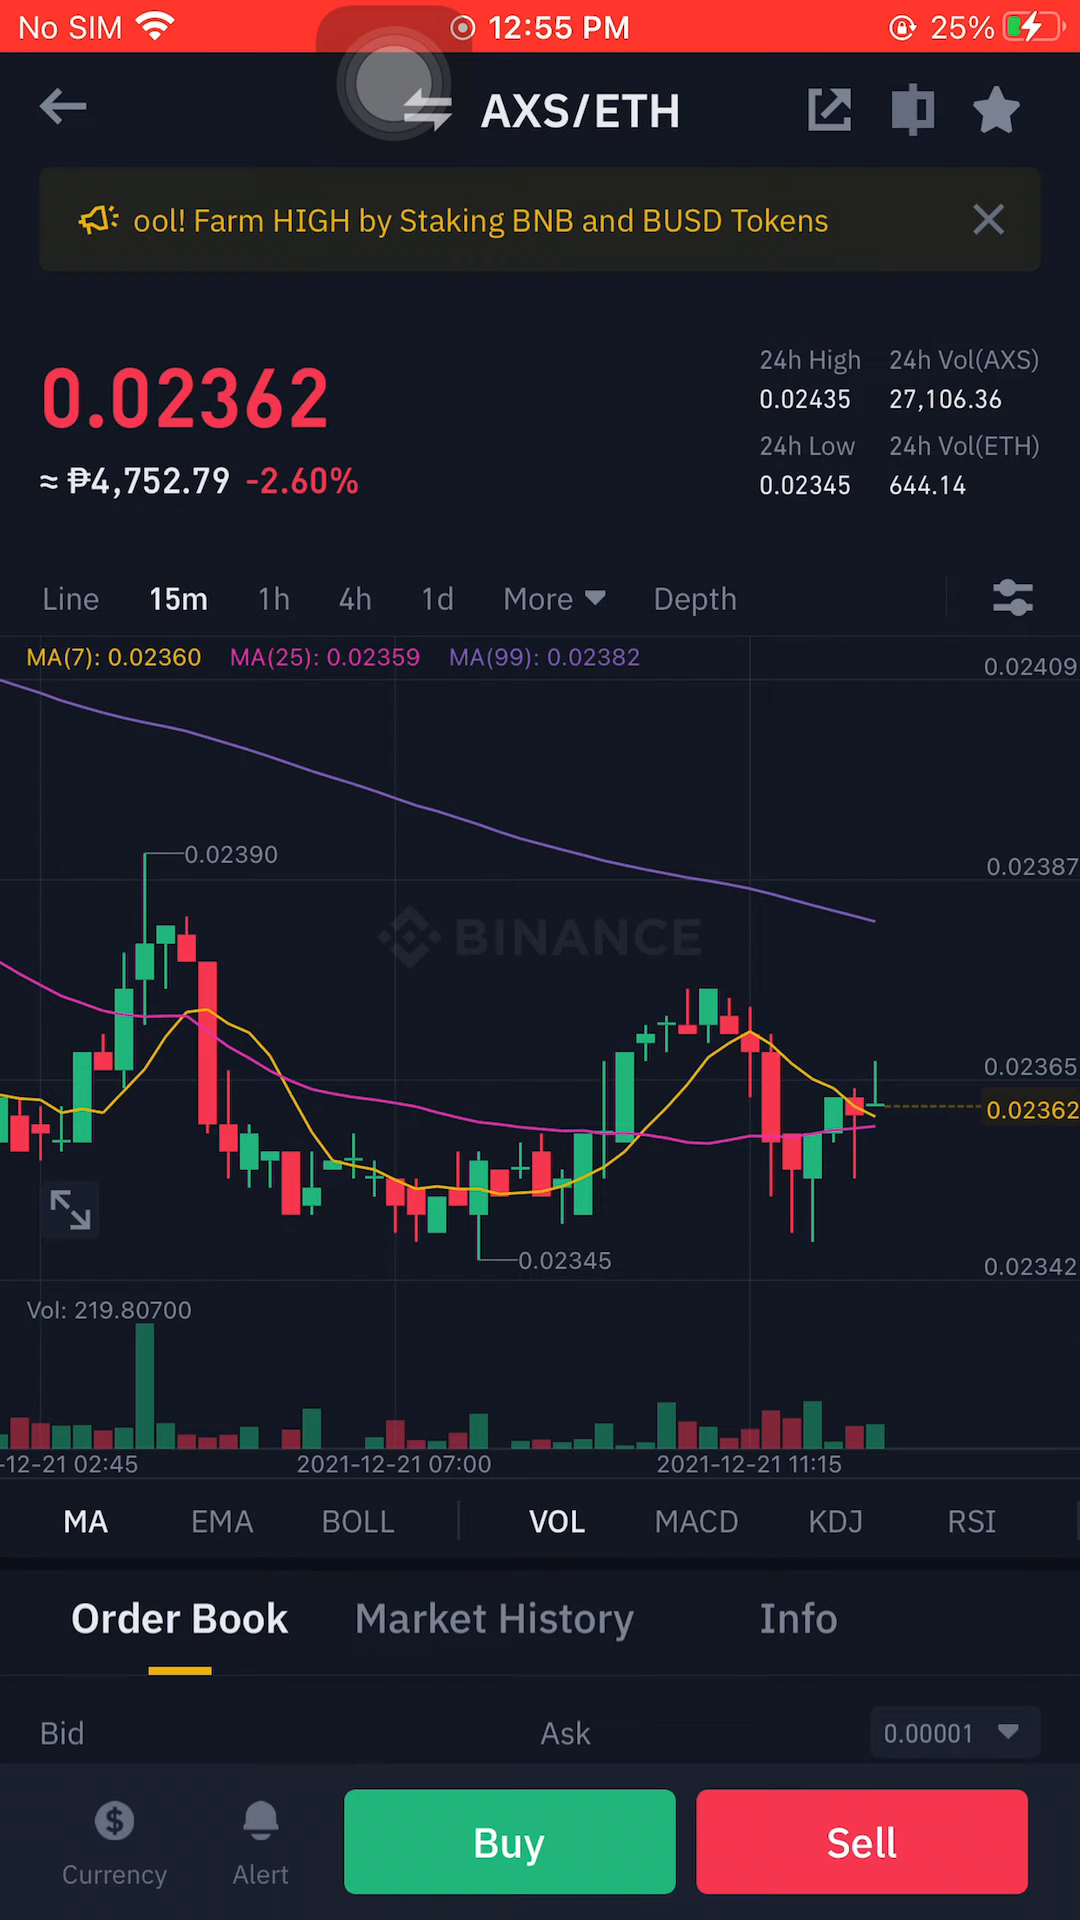 No SIM 12:55 PM 25%
AXS/ETH
ool! Farm HIGH by Staking BNB and BUSD Tokens
0.02362
≈ ₱4,752.79 -2.60%
24h High 24h Vol(AXS)
0.02435 27,106.36
24h Low 24h Vol(ETH)
0.02345 644.14
Line 15m 1h 4h 1d More Depth
MA(7): 0.02360 MA(25): 0.02359 MA(99): 0.02382
0.02409
0.02390
0.02387
BINANCE
0.02365
0.02362
0.02345
0.02342
Vol: 219.80700
-12-21 02:45 2021-12-21 07:00 2021-12-21 11:15
MA EMA BOLL VOL MACD KDJ RSI
Order Book Market History Info
Bid Ask 0.00001
Currency Alert Buy Sell